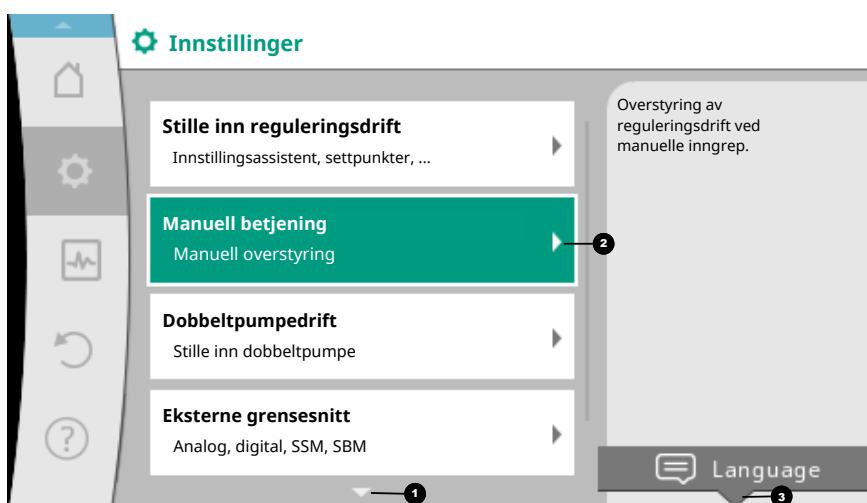 Innstillinger
Stille inn reguleringsdrift
Innstillingsassistent, settpunkter, ...
Manuell betjening
Manuell overstyring
Dobbeltpumpedrift
Stille inn dobbeltpumpe
Eksterne grensesnitt
Analog, digital, SSM, SBM
Overstyring av
reguleringsdrift ved
manuelle inngrep.
Language
?
1
2
3